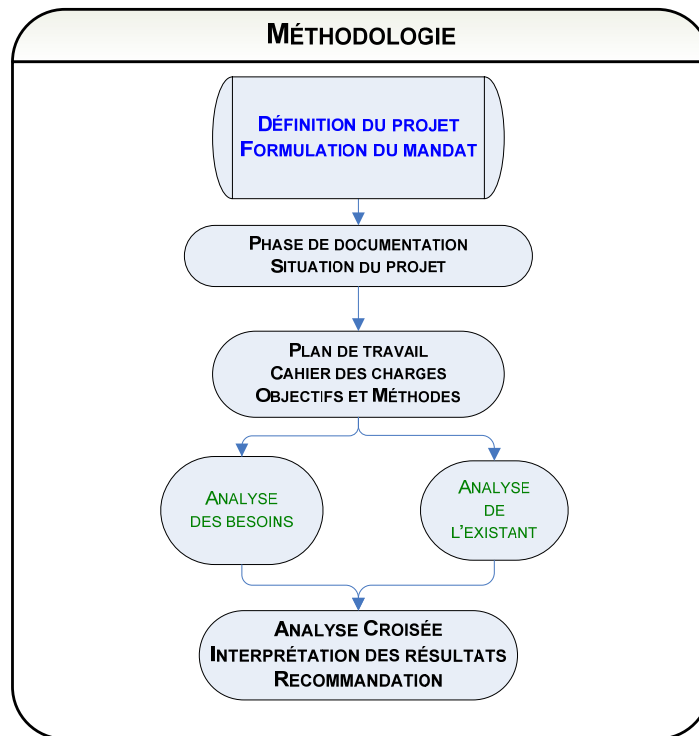 MÉTHODOLOGIE
DÉFINITION DU PROJET
FORMULATION DU MANDAT
PHASE DE DOCUMENTATION
SITUATION DU PROJET
PLAN DE TRAVAIL
CAHIER DES CHARGES
OBJECTIFS ET MÉTHODES
ANALYSE
DES BESOINS
ANALYSE
DE
L'EXISTANT
ANALYSE CROISÉE
INTERPRÉTATION DES RÉSULTATS
RECOMMANDATION